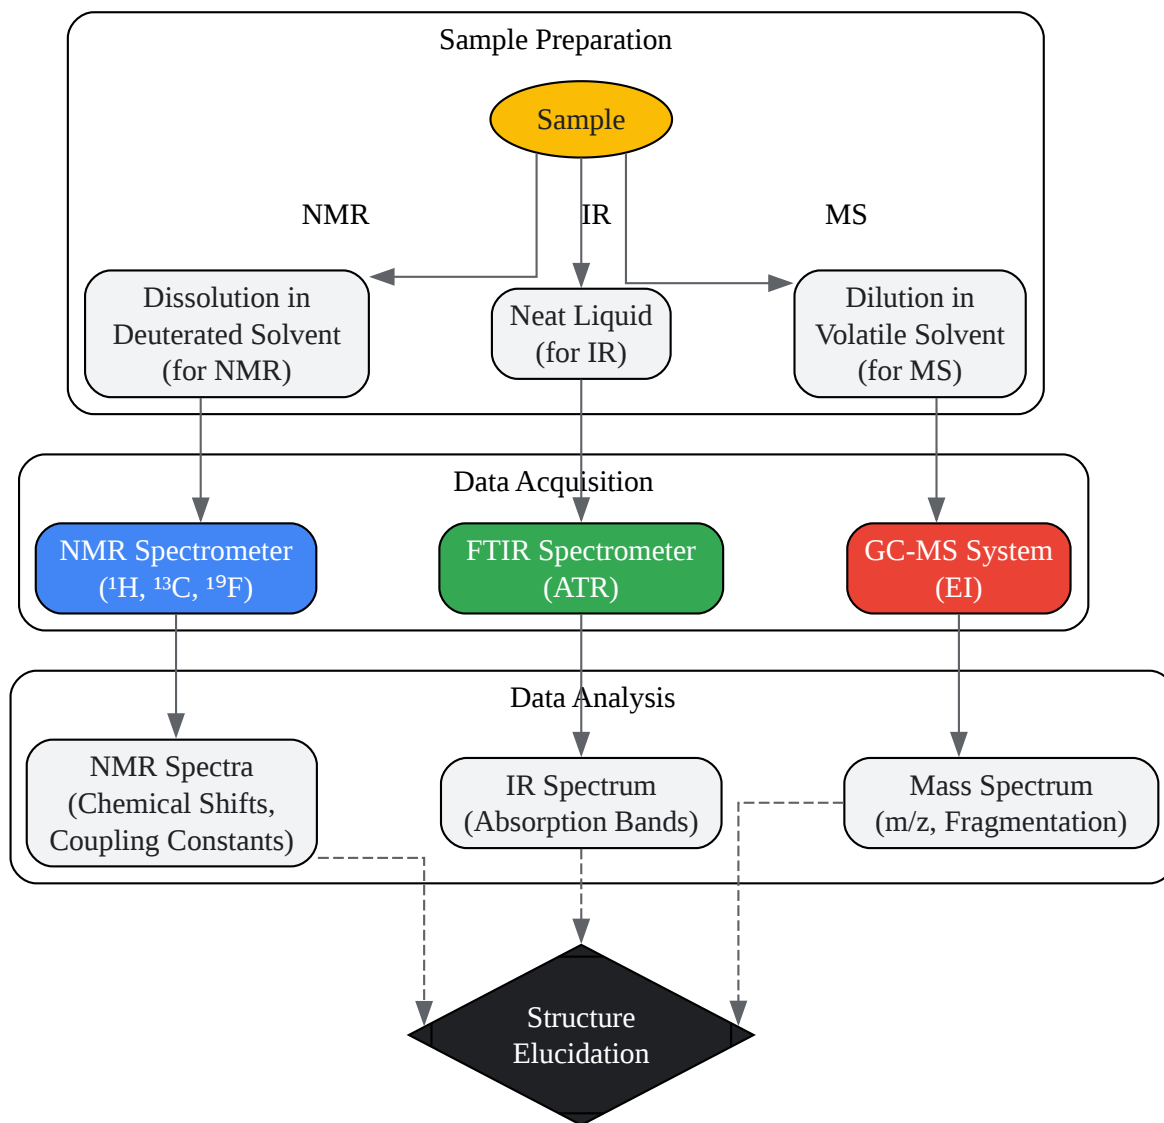 Sample Preparation
Sample
NMR
IR
MS
Dissolution in
Deuterated Solvent
(for NMR)
Neat Liquid
(for IR)
Dilution in
Volatile Solvent
(for MS)
Data Acquisition
NMR Spectrometer
(¹H, ¹³C, ¹⁹F)
FTIR Spectrometer
(ATR)
GC-MS System
(EI)
Data Analysis
NMR Spectra
(Chemical Shifts,
Coupling Constants)
IR Spectrum
(Absorption Bands)
Mass Spectrum
(m/z, Fragmentation)
Structure
Elucidation